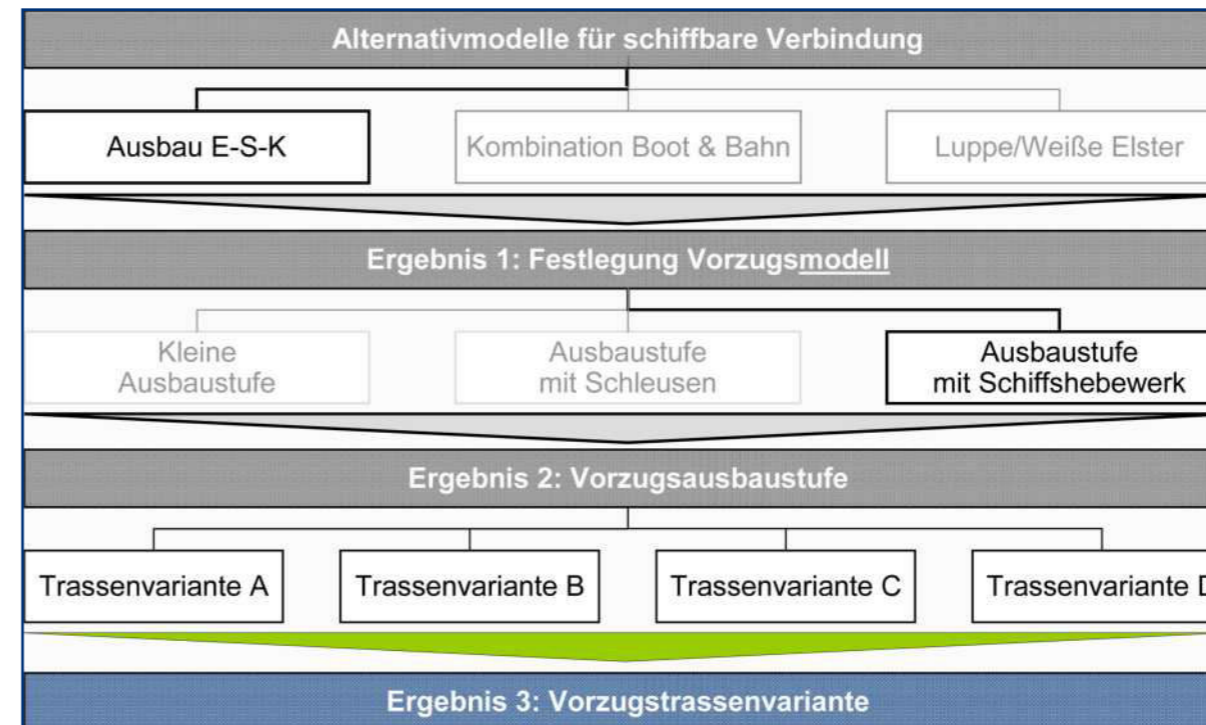 Alternativmodelle für schiffbare Verbindung
Ausbau E-S-K
Kombination Boot & Bahn
Luppe/Weiße Elster
Ergebnis 1: Festlegung Vorzugsmodell
Kleine
Ausbaustufe
Ausbaustufe
mit Schleusen
Ausbaustufe
mit Schiffshebewerk
Ergebnis 2: Vorzugsausbaustufe
Trassenvariante A
Trassenvariante B
Trassenvariante C
Trassenvariante D
Ergebnis 3: Vorzugstrassenvariante